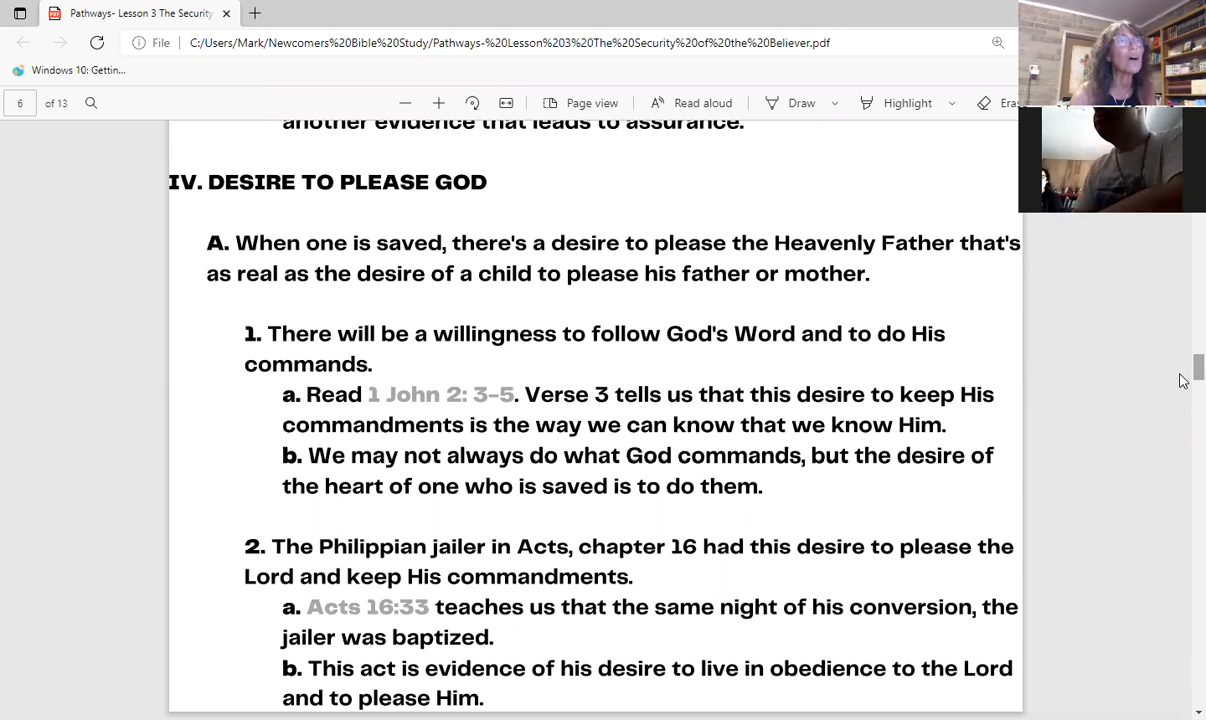 Pathways- Lesson 3 The Security
File C:/Users/Mark/Newcomers%20Bible%20Study/Pathways-%20Lesson%203%20The%20Security%20of%20the%20Believer.pdf
Windows 10: Gettin...
6 of 13 Page view Read aloud Draw Highlight Eras
another evidence that leads to assurance.
IV. DESIRE TO PLEASE GOD
A. When one is saved, there's a desire to please the Heavenly Father that's
as real as the desire of a child to please his father or mother.
1. There will be a willingness to follow God's Word and to do His
commands.
a. Read 1 John 2: 3-5. Verse 3 tells us that this desire to keep His
commandments is the way we can know that we know Him.
b. We may not always do what God commands, but the desire of
the heart of one who is saved is to do them.
2. The Philippian jailer in Acts, chapter 16 had this desire to please the
Lord and keep His commandments.
a. Acts 16:33 teaches us that the same night of his conversion, the
jailer was baptized.
b. This act is evidence of his desire to live in obedience to the Lord
and to please Him.